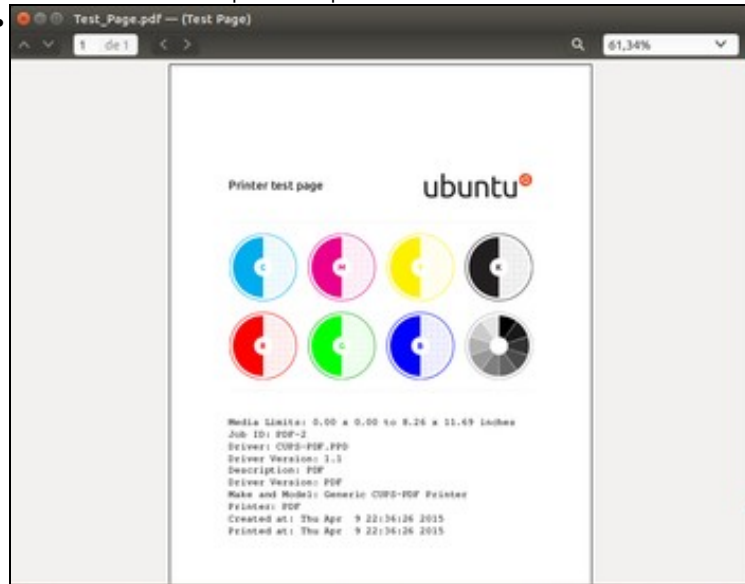 Test_Page.pdf — (Test Page)
1 de 1
61,34%
Printer test page
ubuntu
C M Y K
R G B
Media Limits: 0.00 x 0.00 to 8.26 x 11.69 inches
Job ID: PDF-2
Driver: CUPS-PDF.PPD
Driver Version: 1.1
Description: PDF
Driver Version: PDF
Make and Model: Generic CUPS-PDF Printer
Printer: PDF
Created at: Thu Apr  9 22:36:26 2015
Printed at: Thu Apr  9 22:36:26 2015